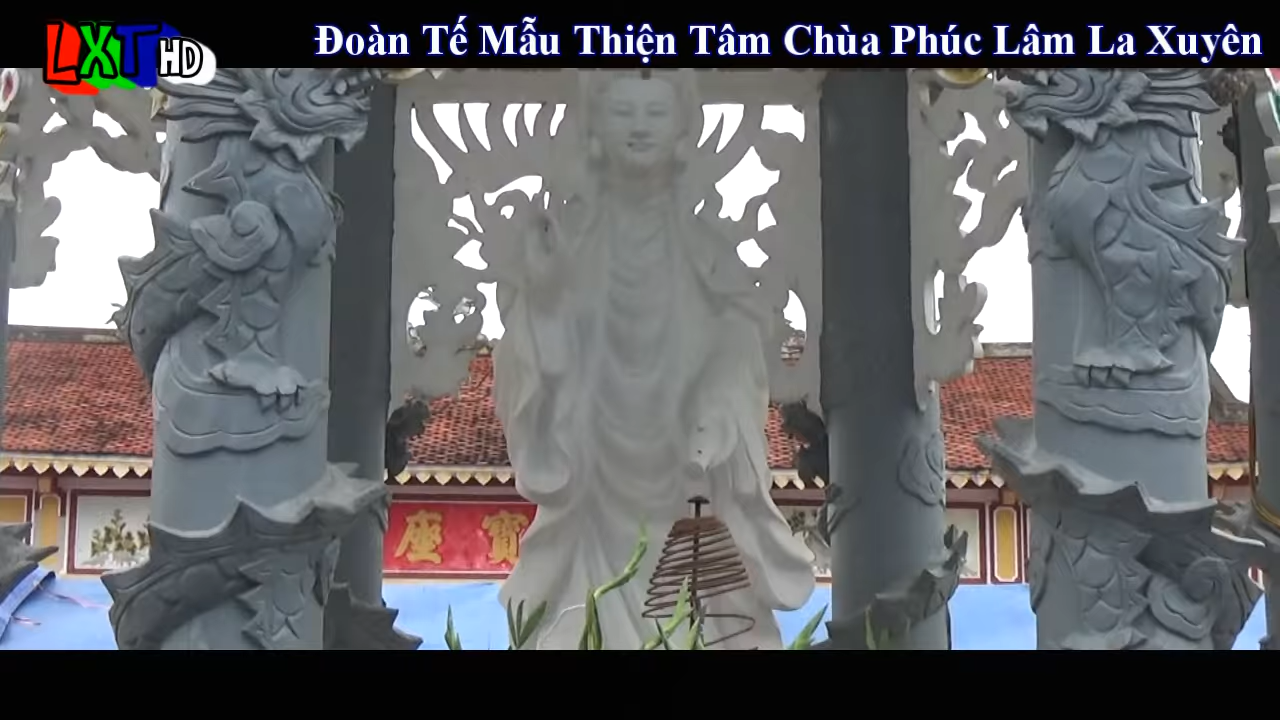 LXT HD
Đoàn Tế Mẫu Thiện Tâm Chùa Phúc Lâm La Xuyên
座 寶